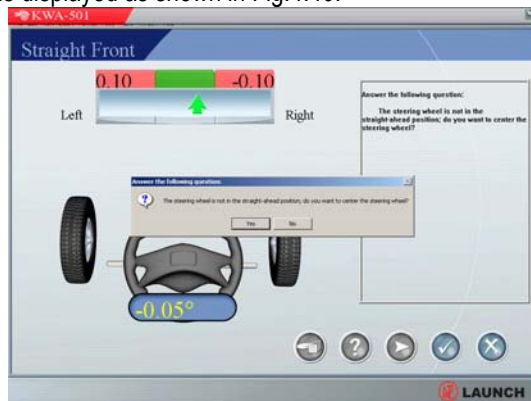 s displayed as shown in Fig.4.10.
KWA-501
Straight Front
0.10 -0.10
Left Right
Answer the following question:
The steering wheel is not in the
straight-ahead position; do you want to center the
steering wheel?
Answer the following question:
The steering wheel is not in the straight-ahead position; do you want to center the steering wheel?
Yes No
-0.05°
LAUNCH